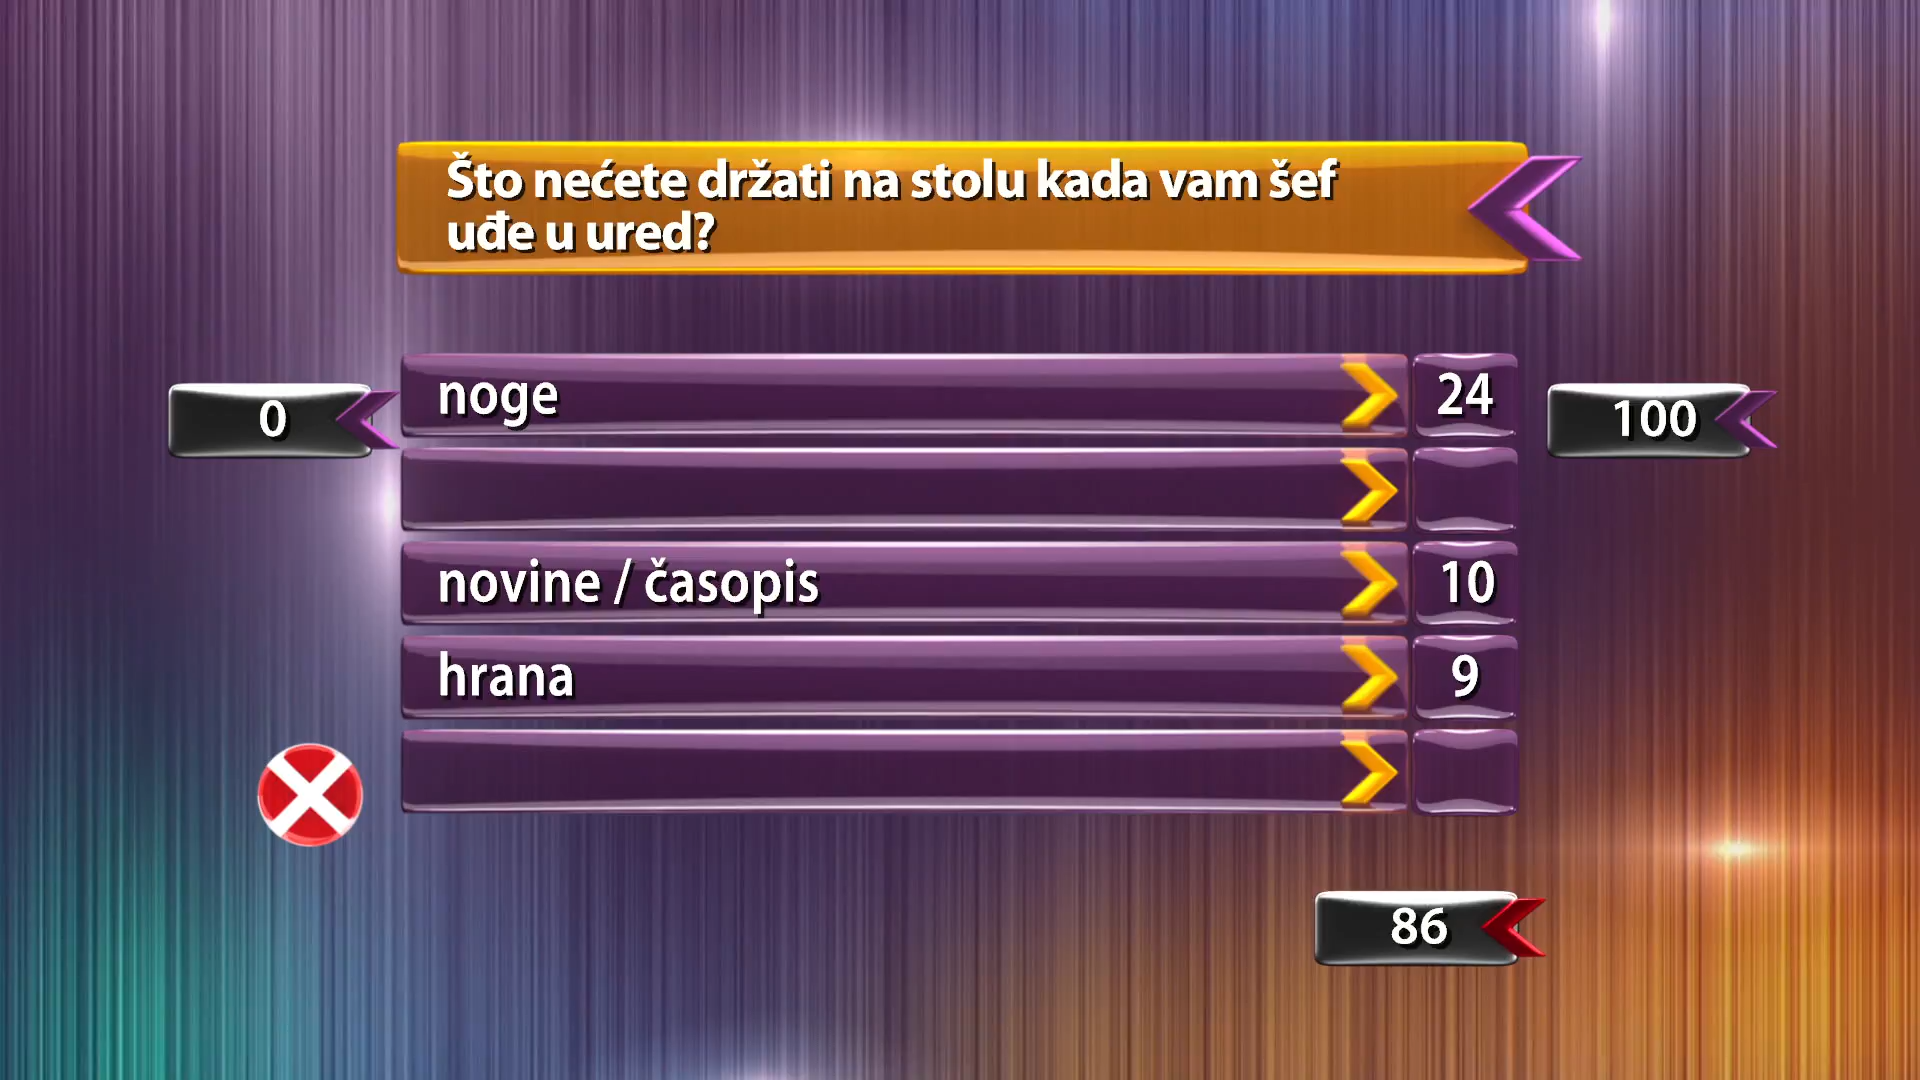 Što nećete držati na stolu kada vam šef
uđe u ured?
noge 24
0
100
novine / časopis 10
hrana 9
86